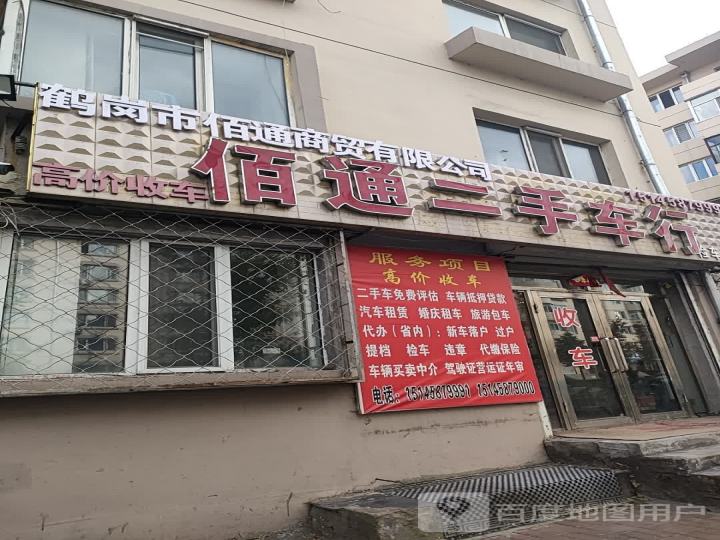 鹤岗市佰通商贸有限公司
高价收车 佰通二手车行
服务项目
高价收车
二手车免费评估 车辆抵押贷款
汽车租赁 婚庆租车 旅游包车
代办（省内）：新车落户 过户
提档 检车 违章 代缴保险
车辆买卖中介 驾驶证营运证年审
电话：15145879991 15145879000
收车
百度地图用户